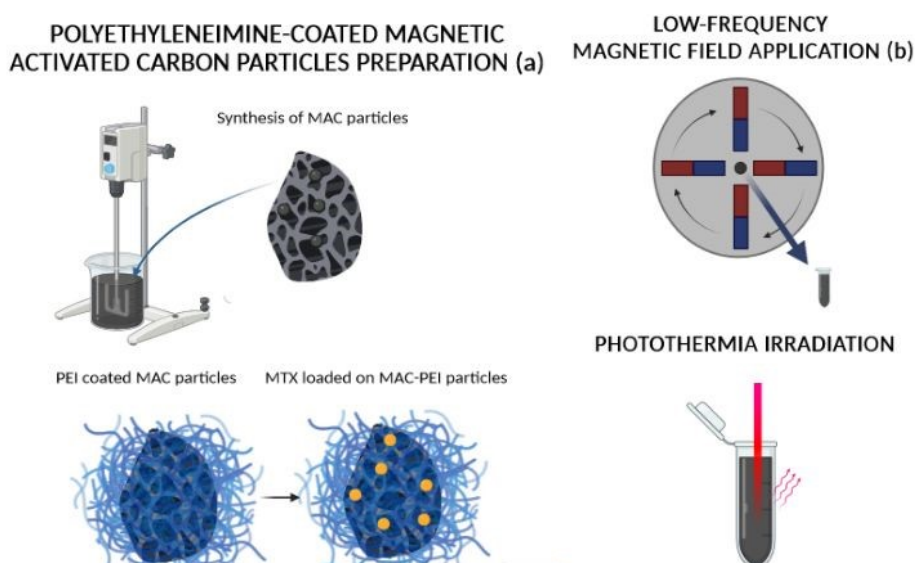 POLYETHYLENEIMINE-COATED MAGNETIC
ACTIVATED CARBON PARTICLES PREPARATION (a)
Synthesis of MAC particles
PEI coated MAC particles
MTX loaded on MAC-PEI particles
LOW-FREQUENCY
MAGNETIC FIELD APPLICATION (b)
PHOTOTHERMIA IRRADIATION